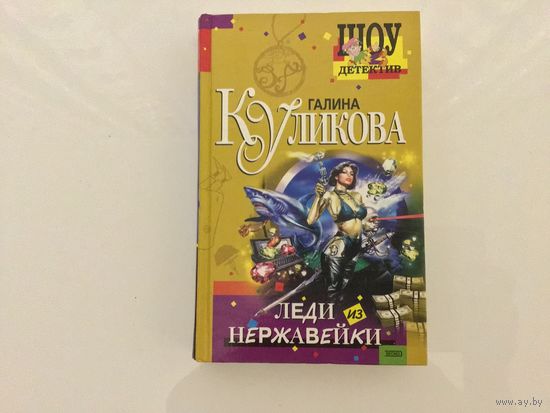 ШОУ
ДЕТЕКТИВ
ГАЛИНА
КУЛИКОВА
ЛЕДИ ИЗ
НЕРЖАВЕЙКИ
www.ay.by